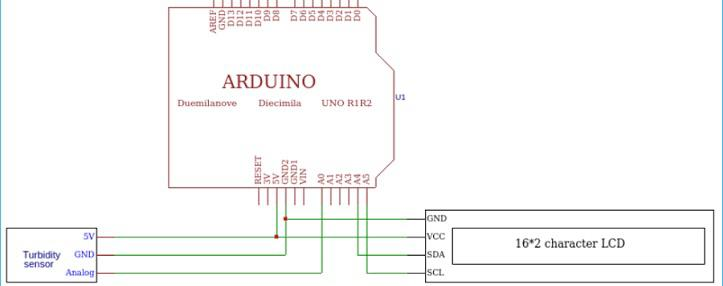 AREF GND D13 D12 D11 D10 D9 D8 D7 D6 D5 D4 D3 D2 D1 D0
ARDUINO
Duemilanove Diecimila UNO R1R2
U1
RESET 3V 5V GND2 GND1 VIN A0 A1 A2 A3 A4 A5
Turbidity
sensor
5V
GND
Analog
GND
VCC
SDA
SCL
16*2 character LCD